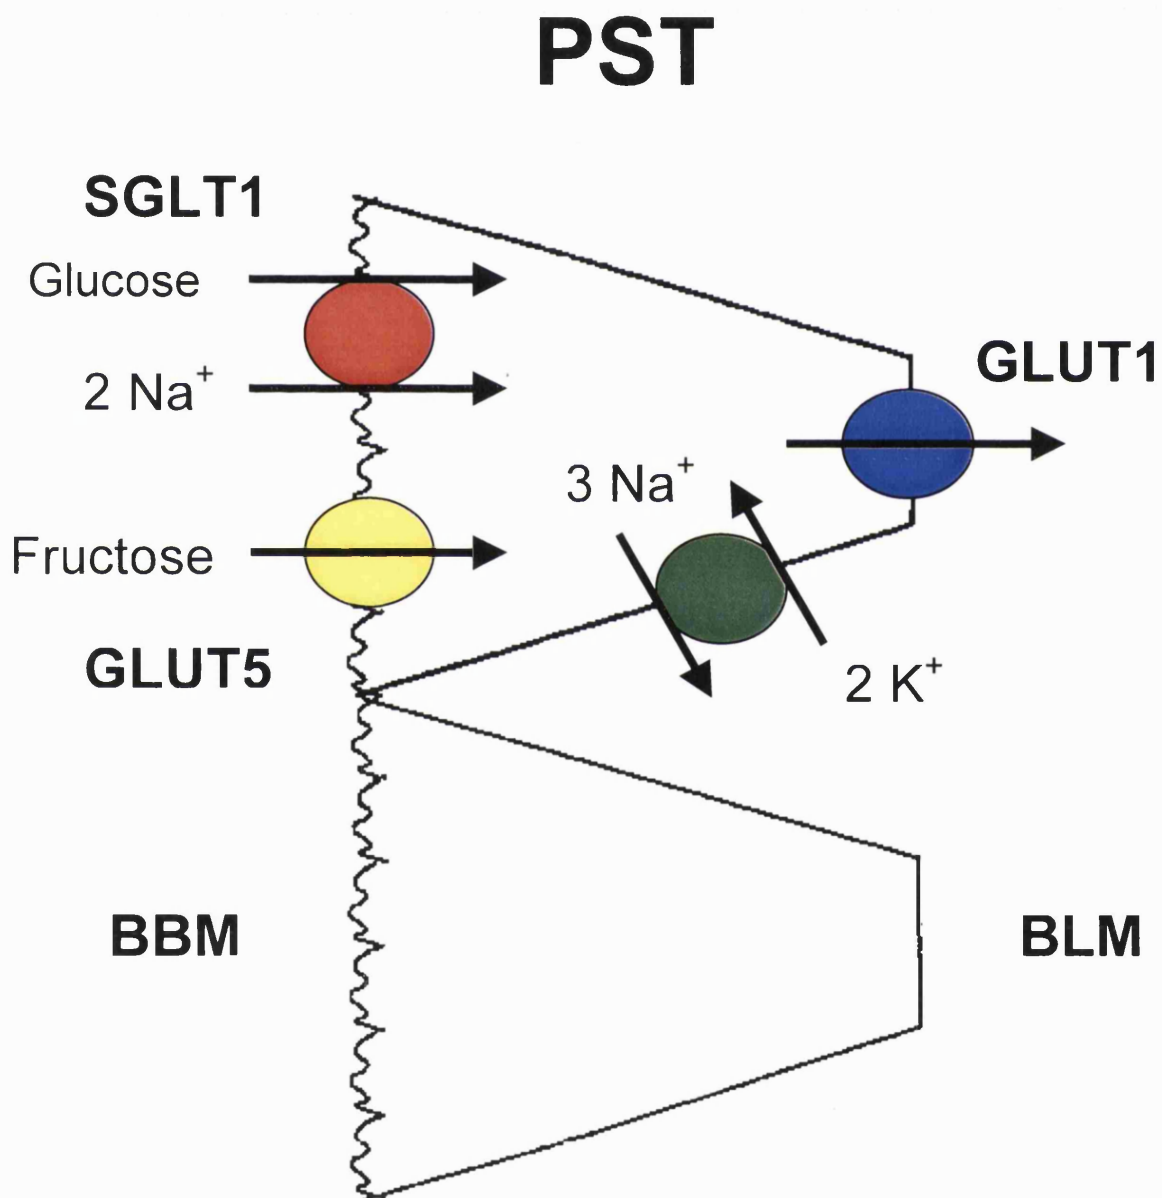 PST
SGLT1
Glucose
2 Na⁺
GLUT1
3 Na⁺
Fructose
GLUT5
2 K⁺
BBM
BLM